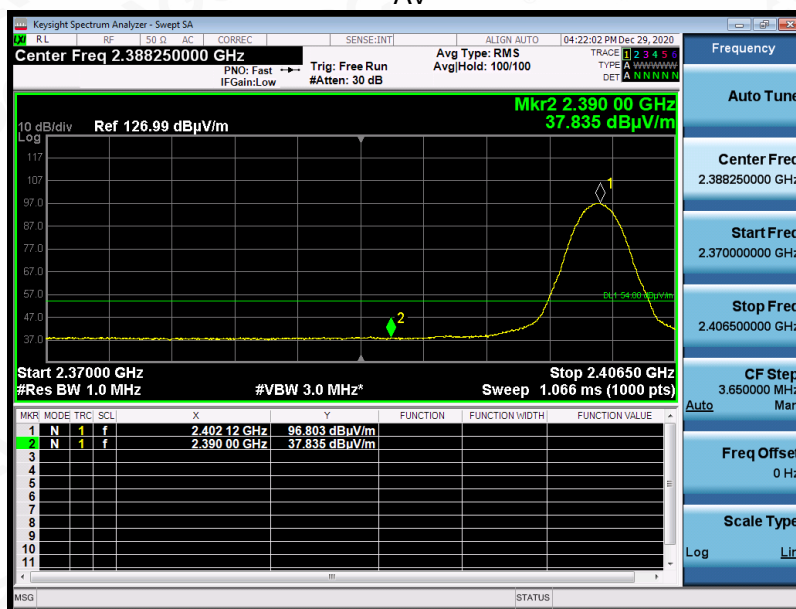 AV
Keysight Spectrum Analyzer - Swept SA
LXI RL RF 50 Ω AC CORREC SENSE:INT ALIGN AUTO 04:22:02 PM Dec 29, 2020
Center Freq 2.388250000 GHz
PNO: Fast
IFGain:Low
Trig: Free Run
#Atten: 30 dB
Avg Type: RMS
Avg|Hold: 100/100
TRACE 1 2 3 4 5 6
TYPE A WWWWW
DET A N N N N N
Mkr2 2.390 00 GHz
37.835 dBµV/m
10 dB/div Ref 126.99 dBµV/m
Log
117
107
97.0
87.0
77.0
67.0
57.0
47.0
37.0
1
2
DL1 54.00 dBµV/m
Start 2.37000 GHz Stop 2.40650 GHz
#Res BW 1.0 MHz #VBW 3.0 MHz* Sweep 1.066 ms (1000 pts)
MKR MODE TRC SCL X Y FUNCTION FUNCTION WIDTH FUNCTION VALUE
1 N 1 f 2.402 12 GHz 96.803 dBµV/m
2 N 1 f 2.390 00 GHz 37.835 dBµV/m
3
4
5
6
7
8
9
10
11
MSG STATUS
Frequency
Auto Tune
Center Freq
2.388250000 GHz
Start Freq
2.370000000 GHz
Stop Freq
2.406500000 GHz
CF Step
3.650000 MHz
Auto Man
Freq Offset
0 Hz
Scale Type
Log Lin